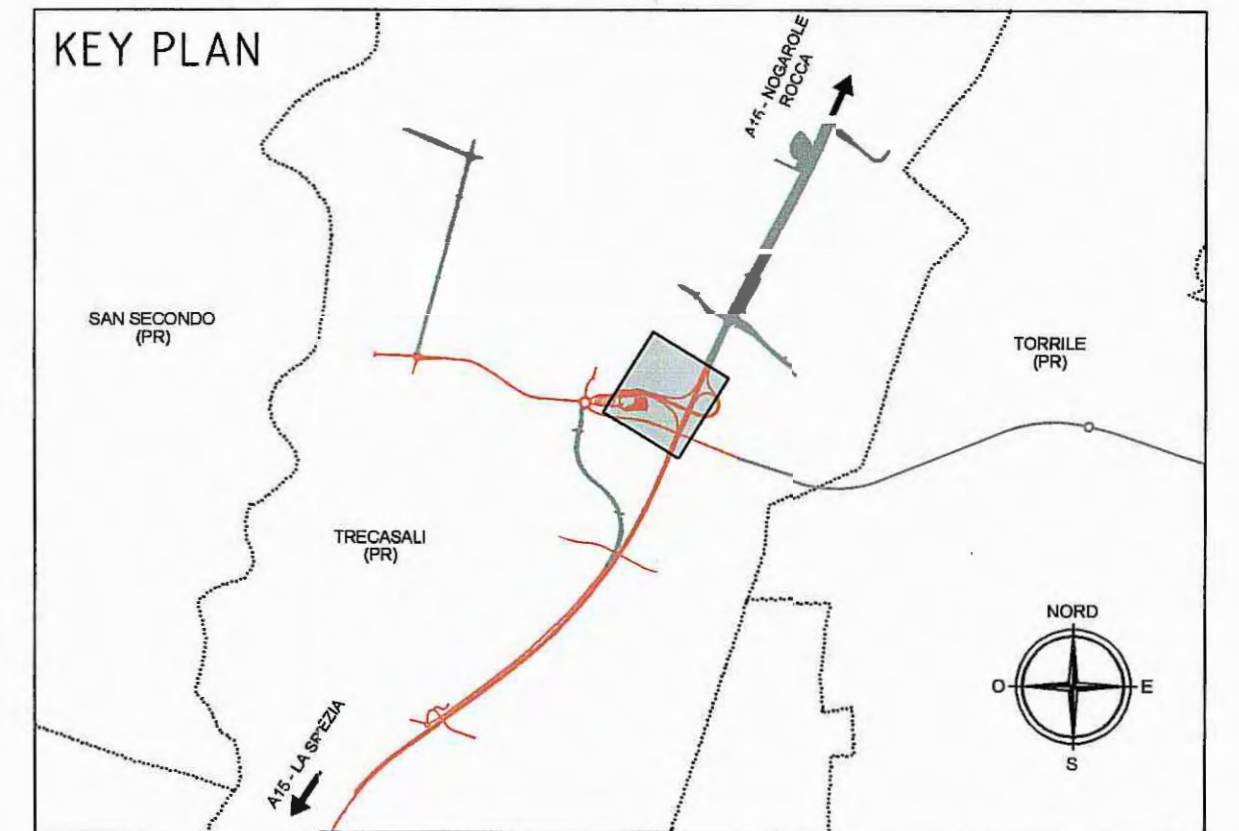 KEY PLAN
A15 - NOGAROLE
ROCCA
SAN SECONDO
(PR)
TORRILE
(PR)
TRECASALI
(PR)
NORD
O
E
S
A15 - LA SPEZIA